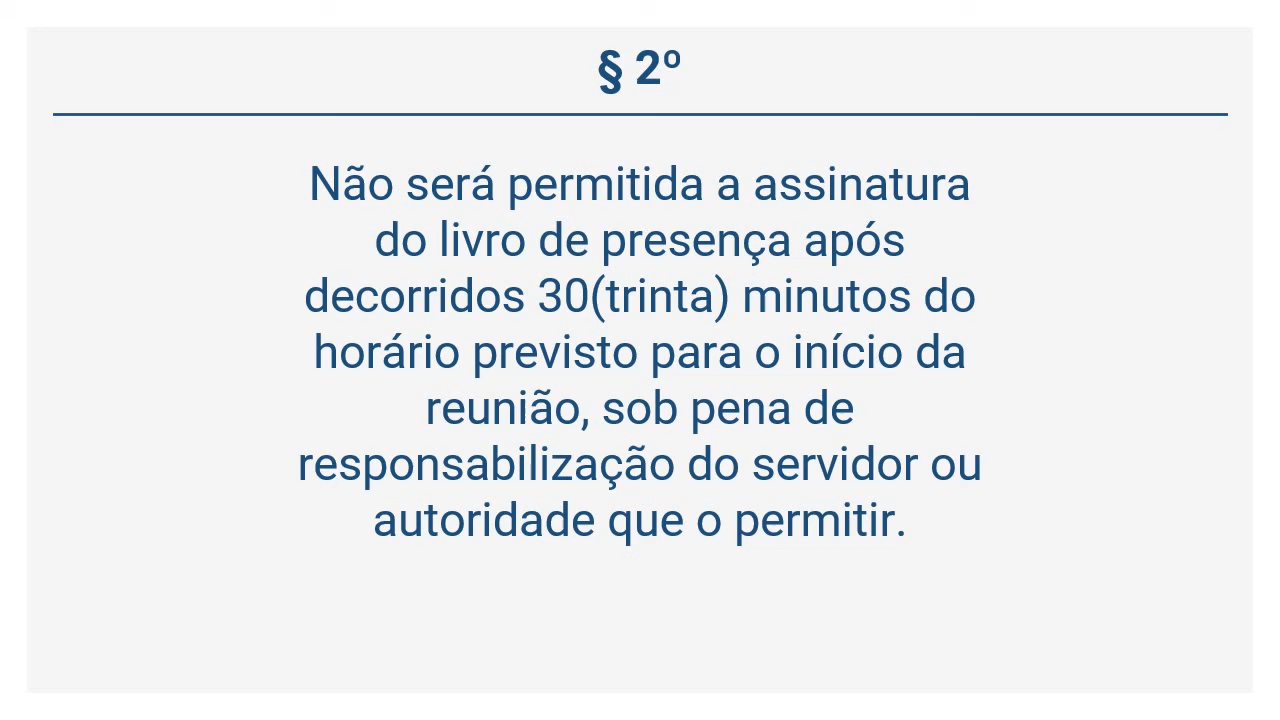 § 2º
Não será permitida a assinatura
do livro de presença após
decorridos 30(trinta) minutos do
horário previsto para o início da
reunião, sob pena de
responsabilização do servidor ou
autoridade que o permitir.